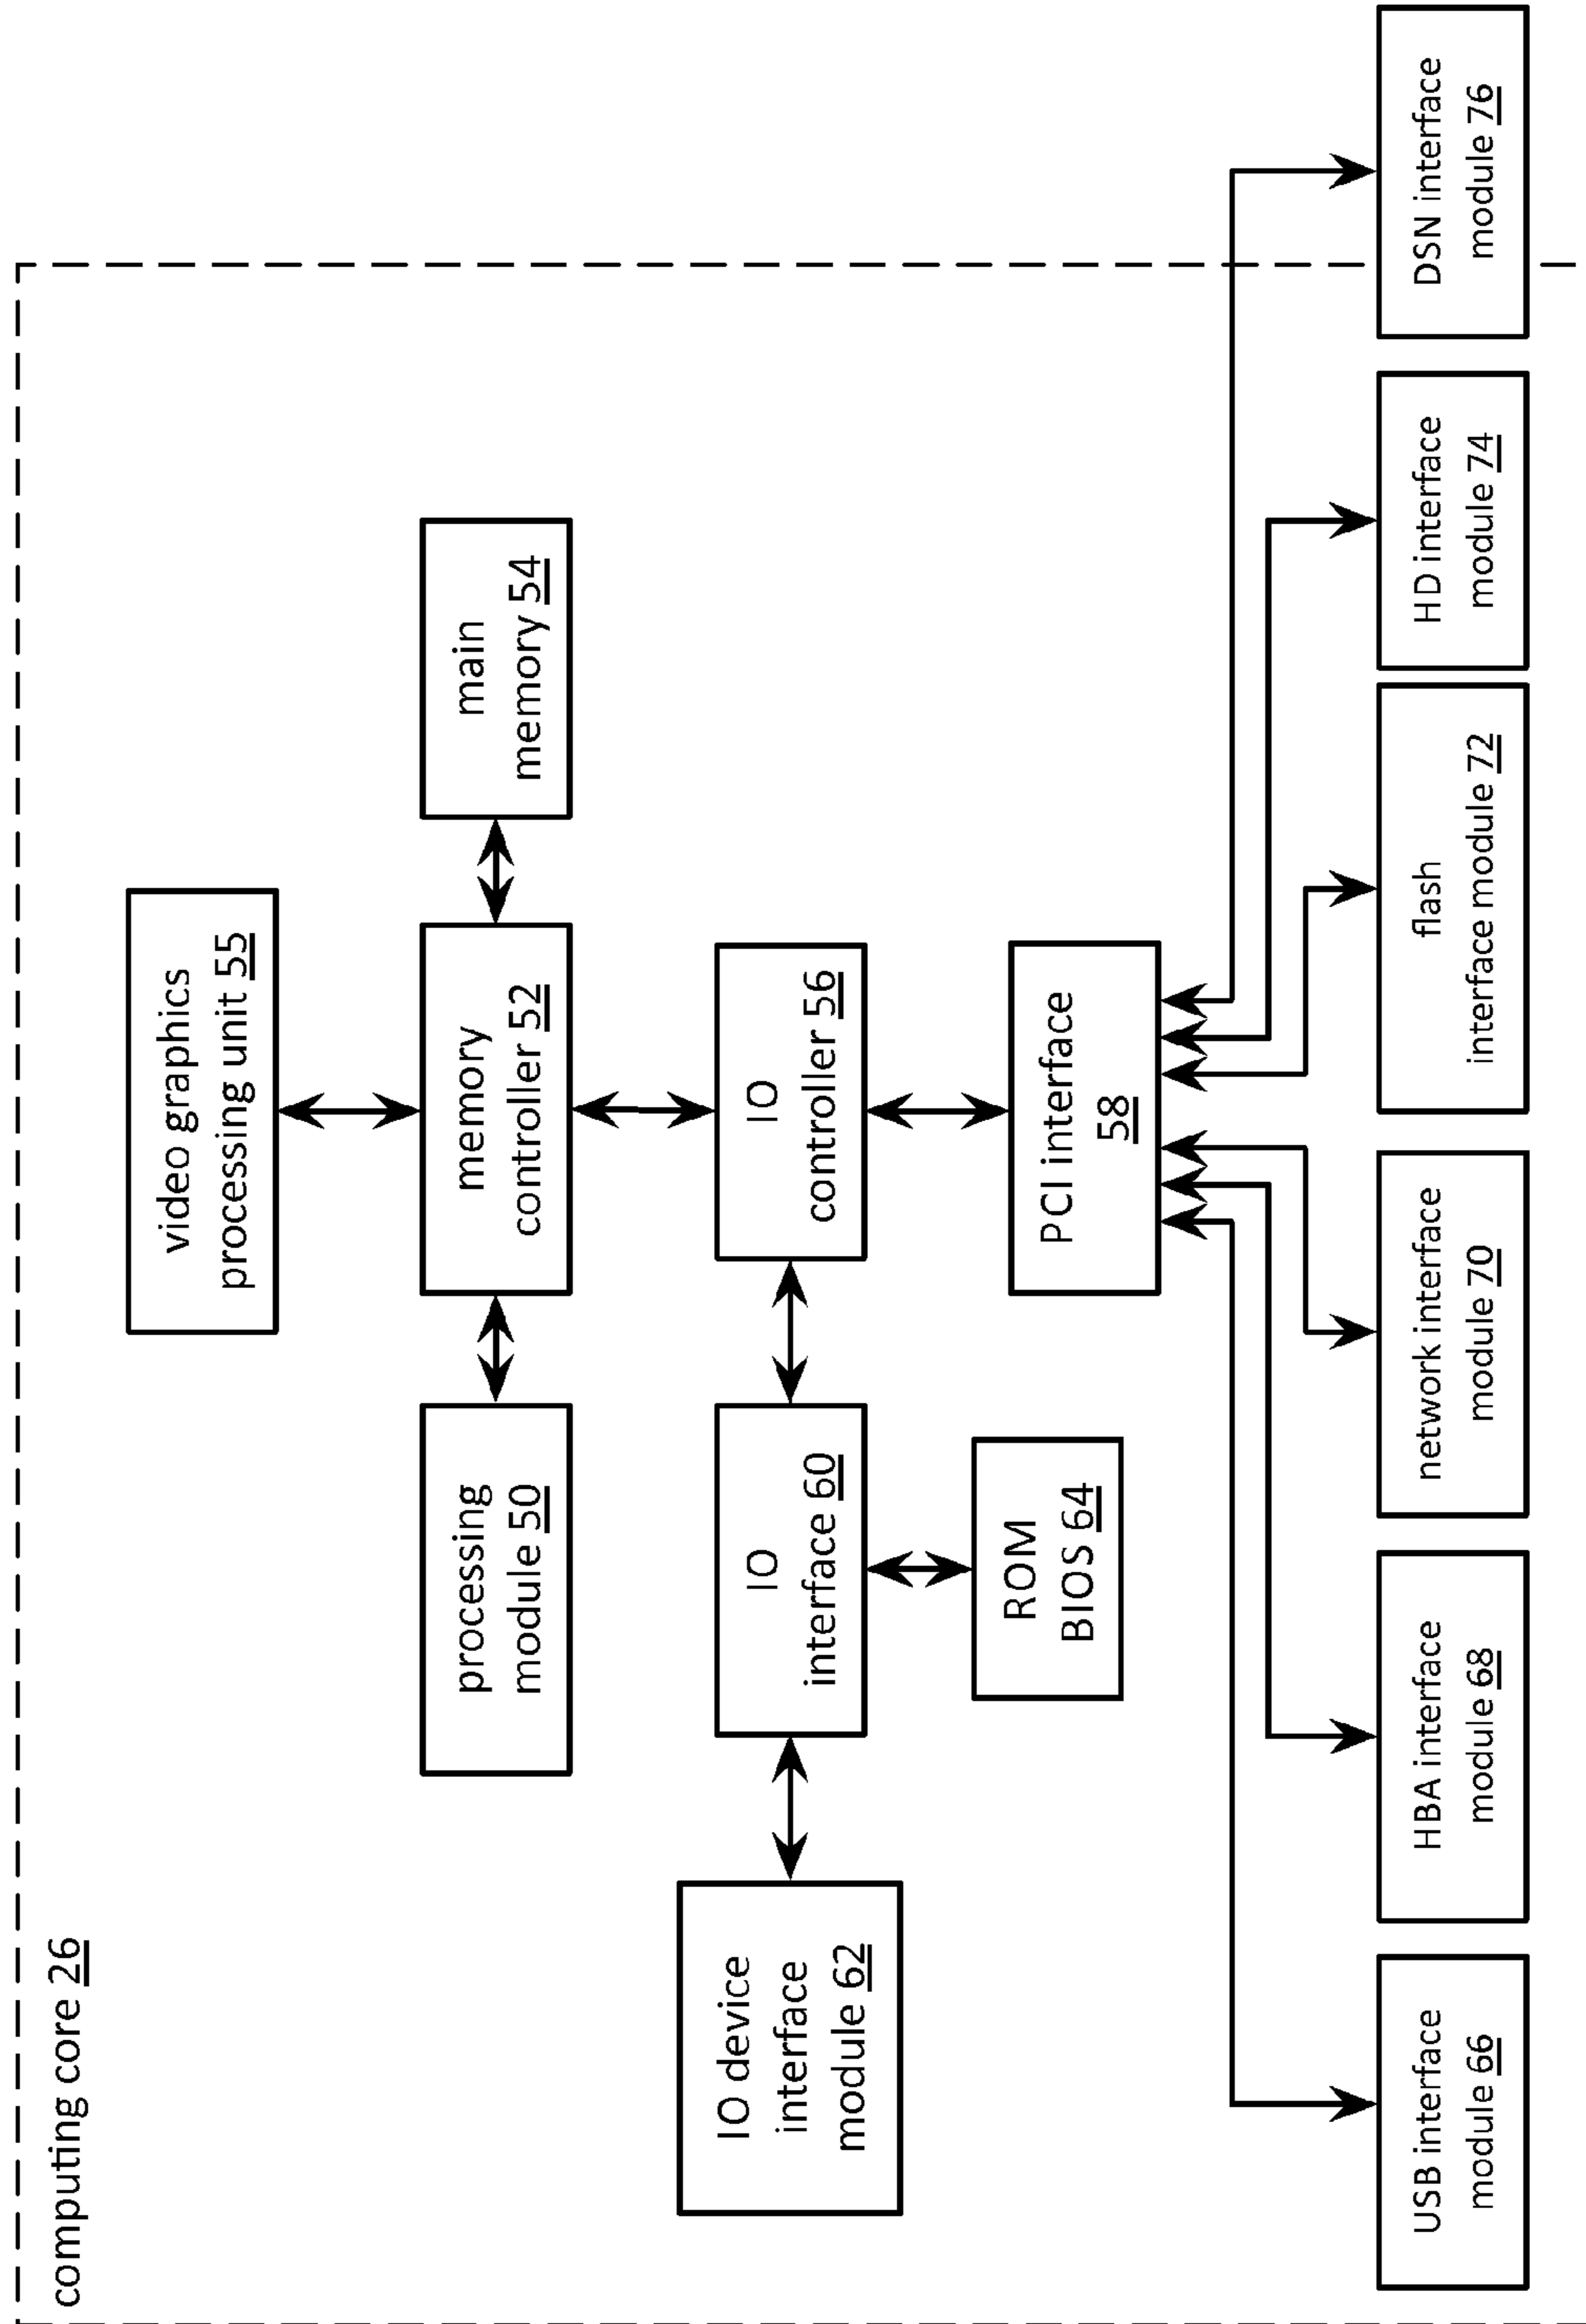 computing core 26
video graphics
processing unit 55
processing
module 50
memory
controller 52
main
memory 54
IO device
interface
module 62
IO
interface 60
IO
controller 56
ROM
BIOS 64
PCI interface
58
USB interface
module 66
HBA interface
module 68
network interface
module 70
flash
interface module 72
HD interface
module 74
DSN interface
module 76